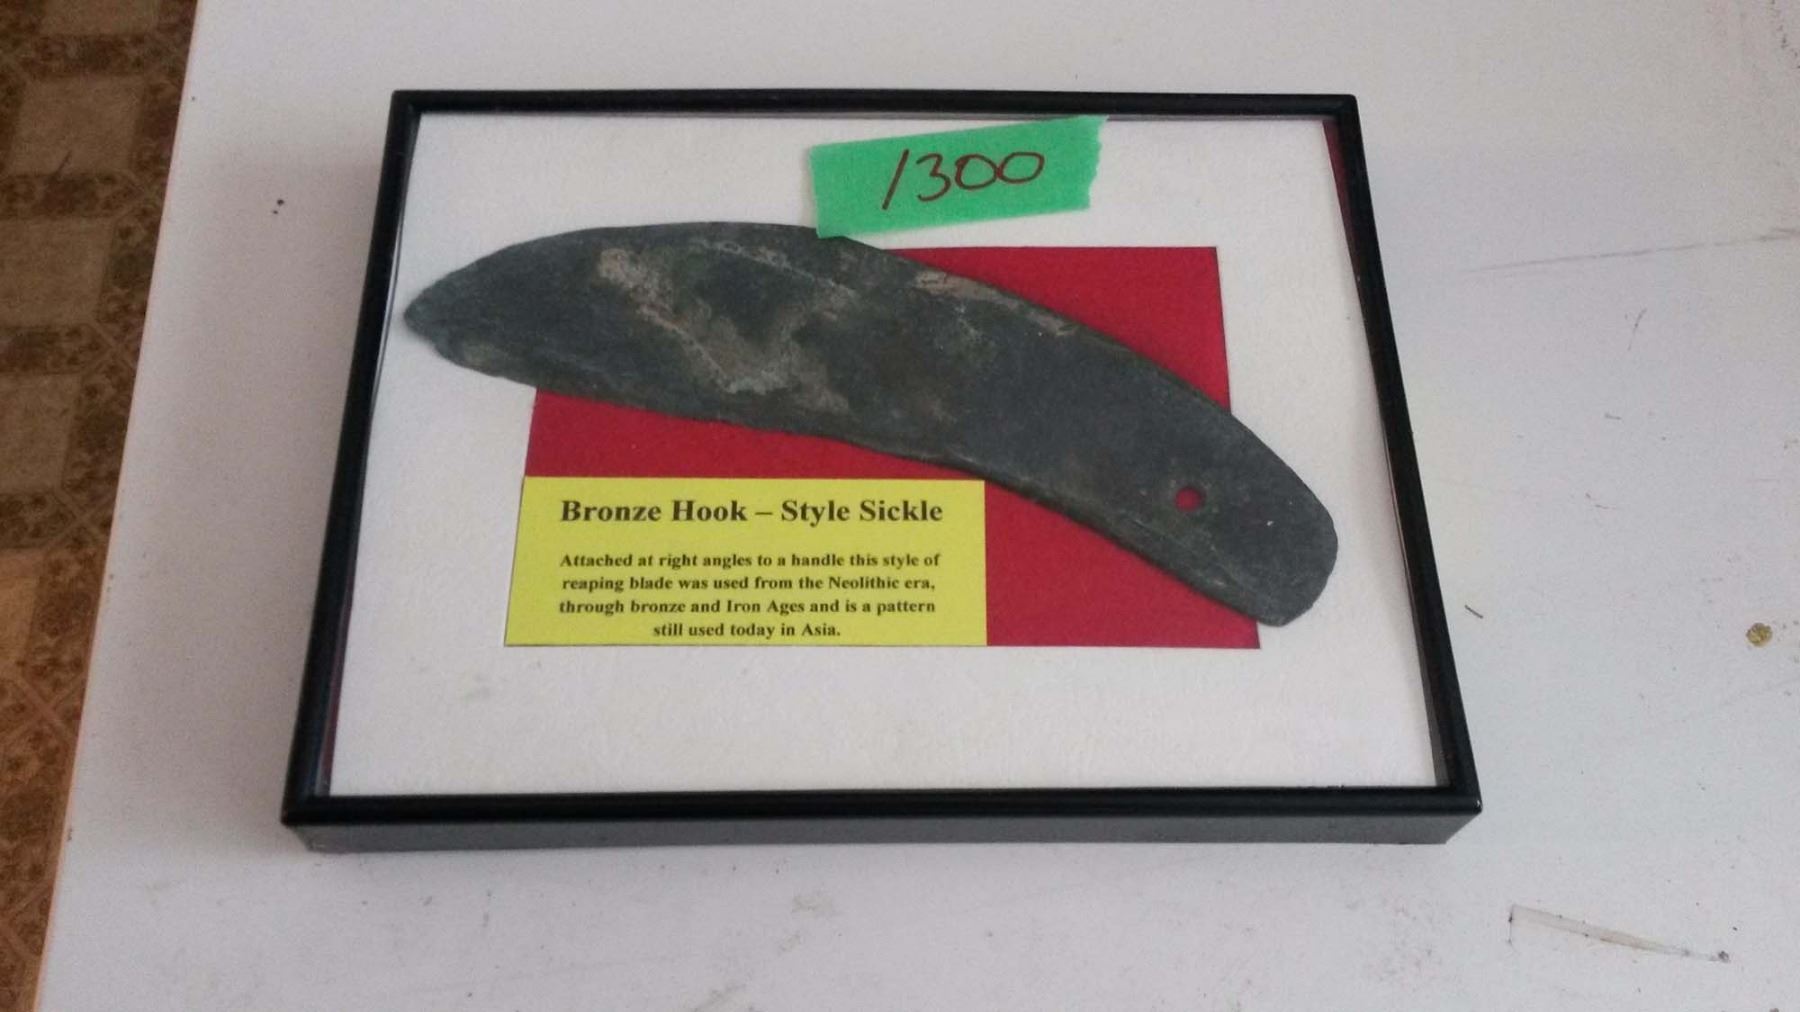 1300
Bronze Hook – Style Sickle
Attached at right angles to a handle this style of
reaping blade was used from the Neolithic era,
through bronze and Iron Ages and is a pattern
still used today in Asia.